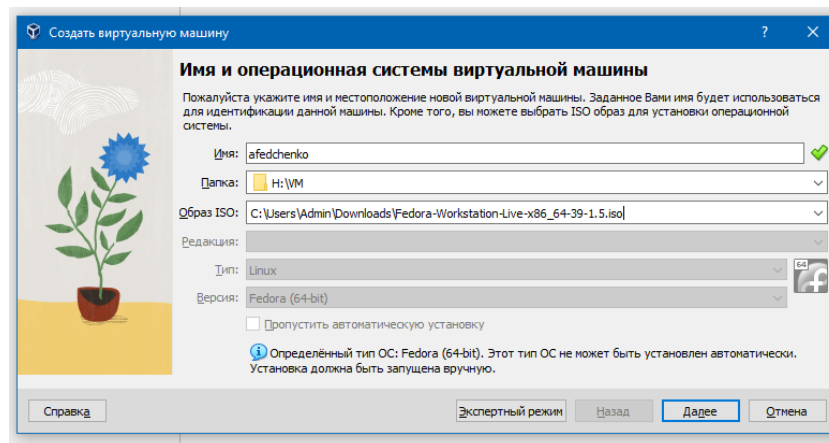 Создать виртуальную машину
Имя и операционная системы виртуальной машины
Пожалуйста укажите имя и местоположение новой виртуальной машины. Заданное Вами имя будет использоваться
для идентификации данной машины. Кроме того, вы можете выбрать ISO образ для установки операционной
системы.
Имя: afedchenko
Папка: H:\VM
Образ ISO: C:\Users\Admin\Downloads\Fedora-Workstation-Live-x86_64-39-1.5.iso
Редакция:
Тип: Linux
64
Версия: Fedora (64-bit)
Пропустить автоматическую установку
Определённый тип ОС: Fedora (64-bit). Этот тип ОС не может быть установлен автоматически.
Установка должна быть запущена вручную.
Справка Экспертный режим Назад Далее Отмена